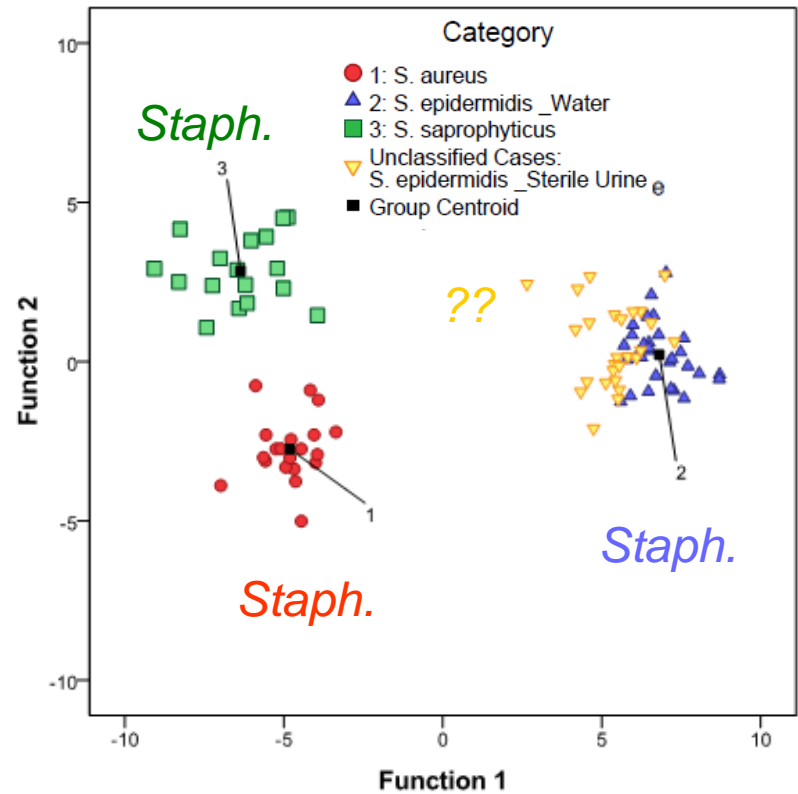 Category
1: S. aureus
2: S. epidermidis _Water
3: S. saprophyticus
Unclassified Cases:
S. epidermidis _Sterile Urine e
Group Centroid
Staph.
3
??
2
1
Staph.
Staph.
10
5
0
-5
-10
Function 2
-10 -5 0 5 10
Function 1